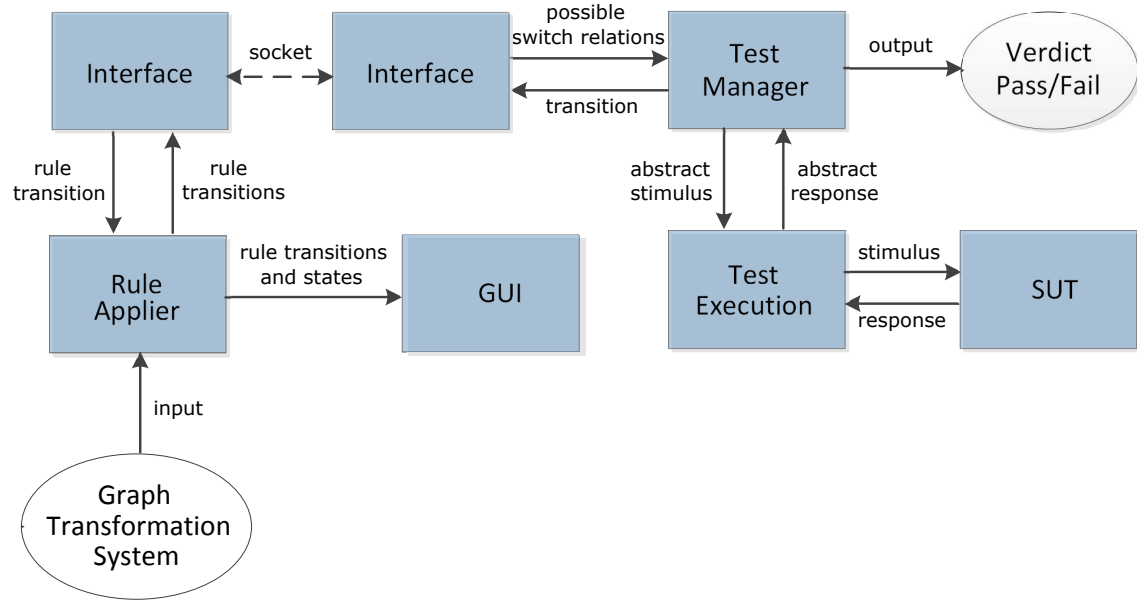 possible
switch relations
socket
output
Interface
Interface
Test
Manager
Verdict
Pass/Fail
transition
rule
transition
rule
transitions
abstract
stimulus
abstract
response
rule transitions
and states
stimulus
Rule
Applier
GUI
Test
Execution
SUT
response
input
Graph
Transformation
System